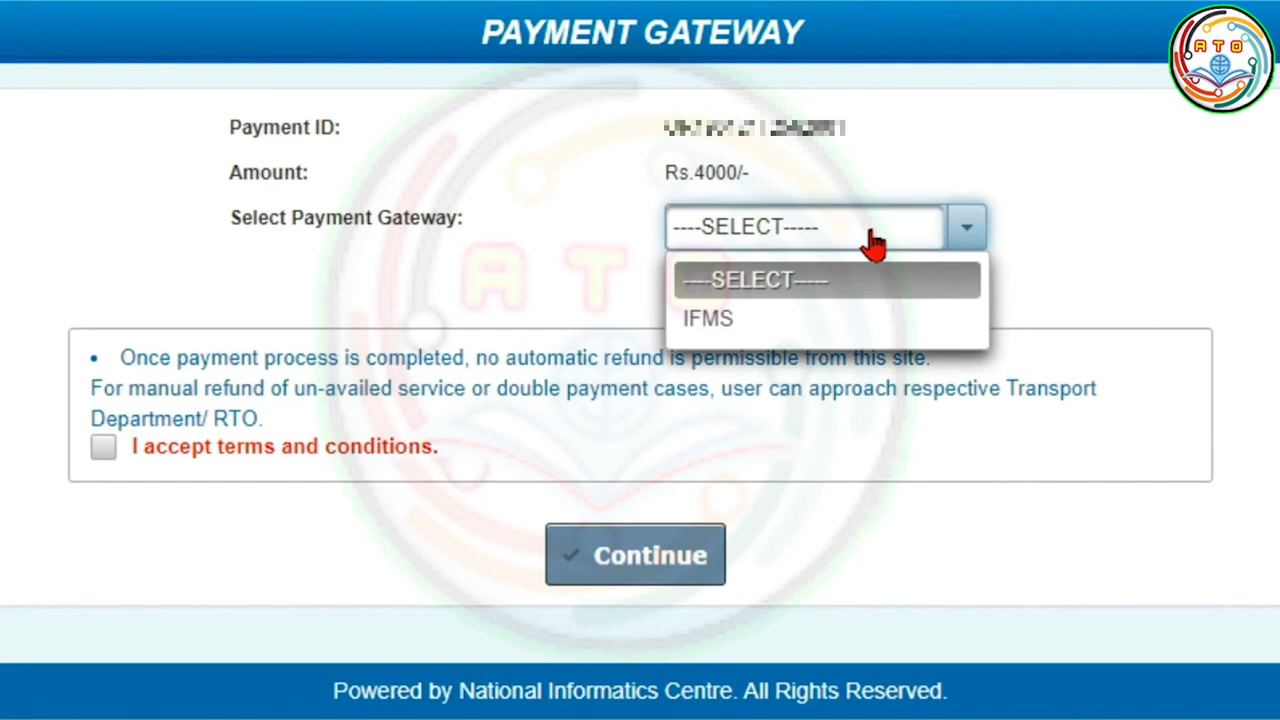 PAYMENT GATEWAY
ATO
Payment ID:
Amount: Rs.4000/-
Select Payment Gateway: ----SELECT-----
----SELECT-----
IFMS
ATO
• Once payment process is completed, no automatic refund is permissible from this site.
For manual refund of un-availed service or double payment cases, user can approach respective Transport
Department/ RTO.
I accept terms and conditions.
Continue
Powered by National Informatics Centre. All Rights Reserved.